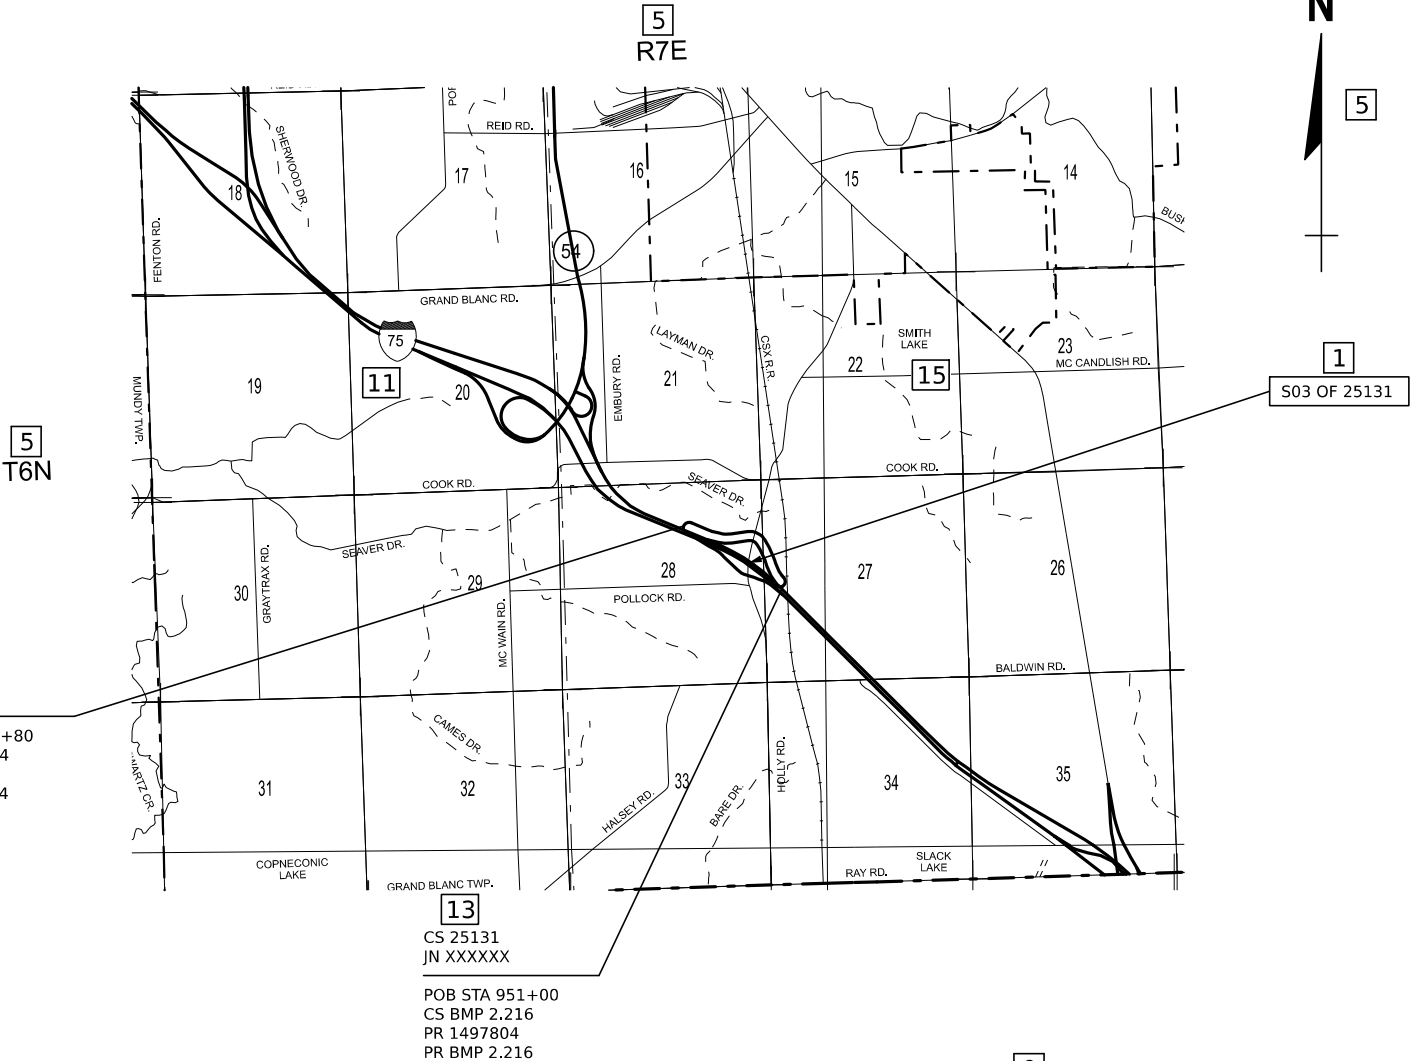 N
5
R7E
5
REID RD.
SHERWOOD DR.
18
17
16
15
14
FENTON RD.
54
GRAND BLANC RD.
75
LAYMAN DR.
CSX R.R.
SMITH
LAKE
23
MC CANDLISH RD.
22
15
1
S03 OF 25131
11
19
20
21
EMBURY RD.
MUNDY TWP.
5
T6N
COOK RD.
COOK RD.
SEAVER DR.
SEAVER DR.
GRAYTRAX RD.
30
29
28
27
26
POLLOCK RD.
MC WAIN RD.
BALDWIN RD.
+80
4
4
CAMES DR.
HOLLY RD.
31
32
33
34
35
HALSEY RD.
BARE DR.
COPNECONIC
LAKE
SLACK
LAKE
RAY RD.
GRAND BLANC TWP.
13
CS 25131
JN XXXXXX
POB STA 951+00
CS BMP 2.216
PR 1497804
PR BMP 2.216